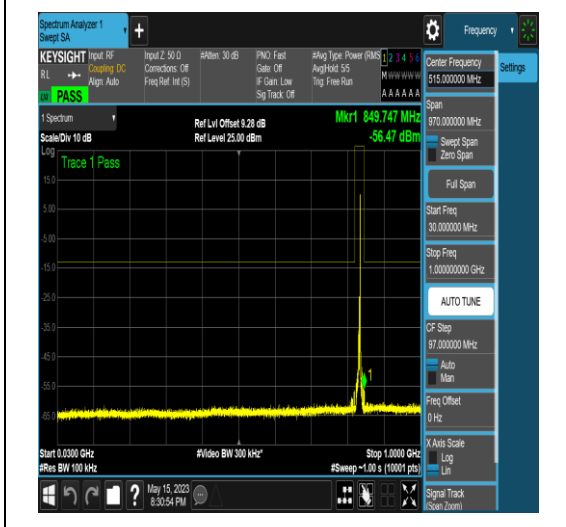 Spectrum Analyzer 1
Swept SA
Frequency
KEYSIGHT
RL
PASS
Input: RF
Coupling: DC
Align: Auto
Input Z: 50 Ω
Corrections: Off
Freq Ref: Int (S)
#Atten: 30 dB
PNO: Fast
Gate: Off
IF Gain: Low
Sig Track: Off
#Avg Type: Power (RMS
Avg|Hold: 5/5
Trig: Free Run
1 2 3 4 5 6
M W W W W W
A A A A A A
1 Spectrum
Scale/Div 10 dB
Ref Lvl Offset 9.28 dB
Ref Level 25.00 dBm
Mkr1 849.747 MHz
-56.47 dBm
Log
Trace 1 Pass
15.0
5.00
-5.00
-15.0
-25.0
-35.0
-45.0
-55.0
-65.0
1
Start 0.0300 GHz
#Res BW 100 kHz
#Video BW 300 kHz*
Stop 1.0000 GHz
#Sweep ~1.00 s (10001 pts)
Center Frequency
515.000000 MHz
Settings
Span
970.000000 MHz
Swept Span
Zero Span
Full Span
Start Freq
30.000000 MHz
Stop Freq
1.000000000 GHz
AUTO TUNE
CF Step
97.000000 MHz
Auto
Man
Freq Offset
0 Hz
X Axis Scale
Log
Lin
Signal Track
(Span Zoom)
?
May 15, 2023
8:30:54 PM